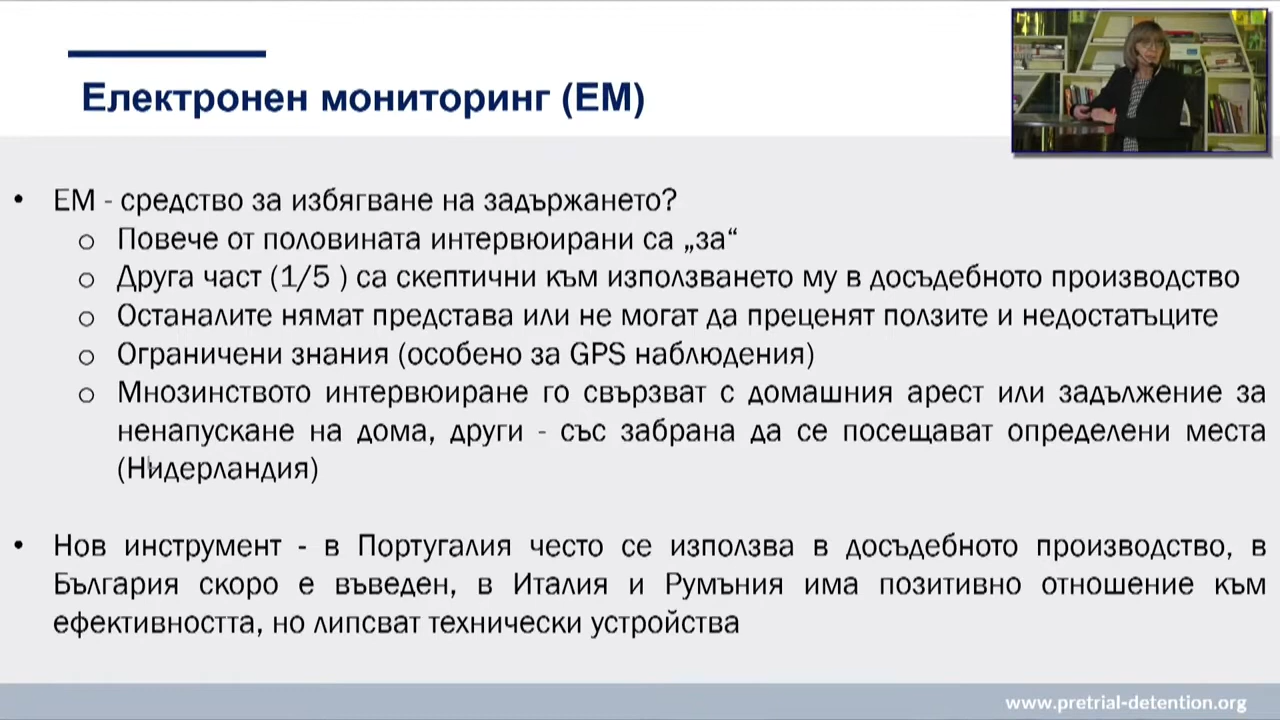 Електронен мониторинг (ЕМ)
• ЕМ - средство за избягване на задържането?
o Повече от половината интервюирани са „за“
o Друга част (1/5 ) са скептични към използването му в досъдебното производство
o Останалите нямат представа или не могат да преценят ползите и недостатъците
o Ограничени знания (особено за GPS наблюдения)
o Мнозинството интервюиране го свързват с домашния арест или задължение за
ненапускане на дома, други - със забрана да се посещават определени места
(Нидерландия)
• Нов инструмент - в Португалия често се използва в досъдебното производство, в
България скоро е въведен, в Италия и Румъния има позитивно отношение към
ефективността, но липсват технически устройства
www.pretrial-detention.org